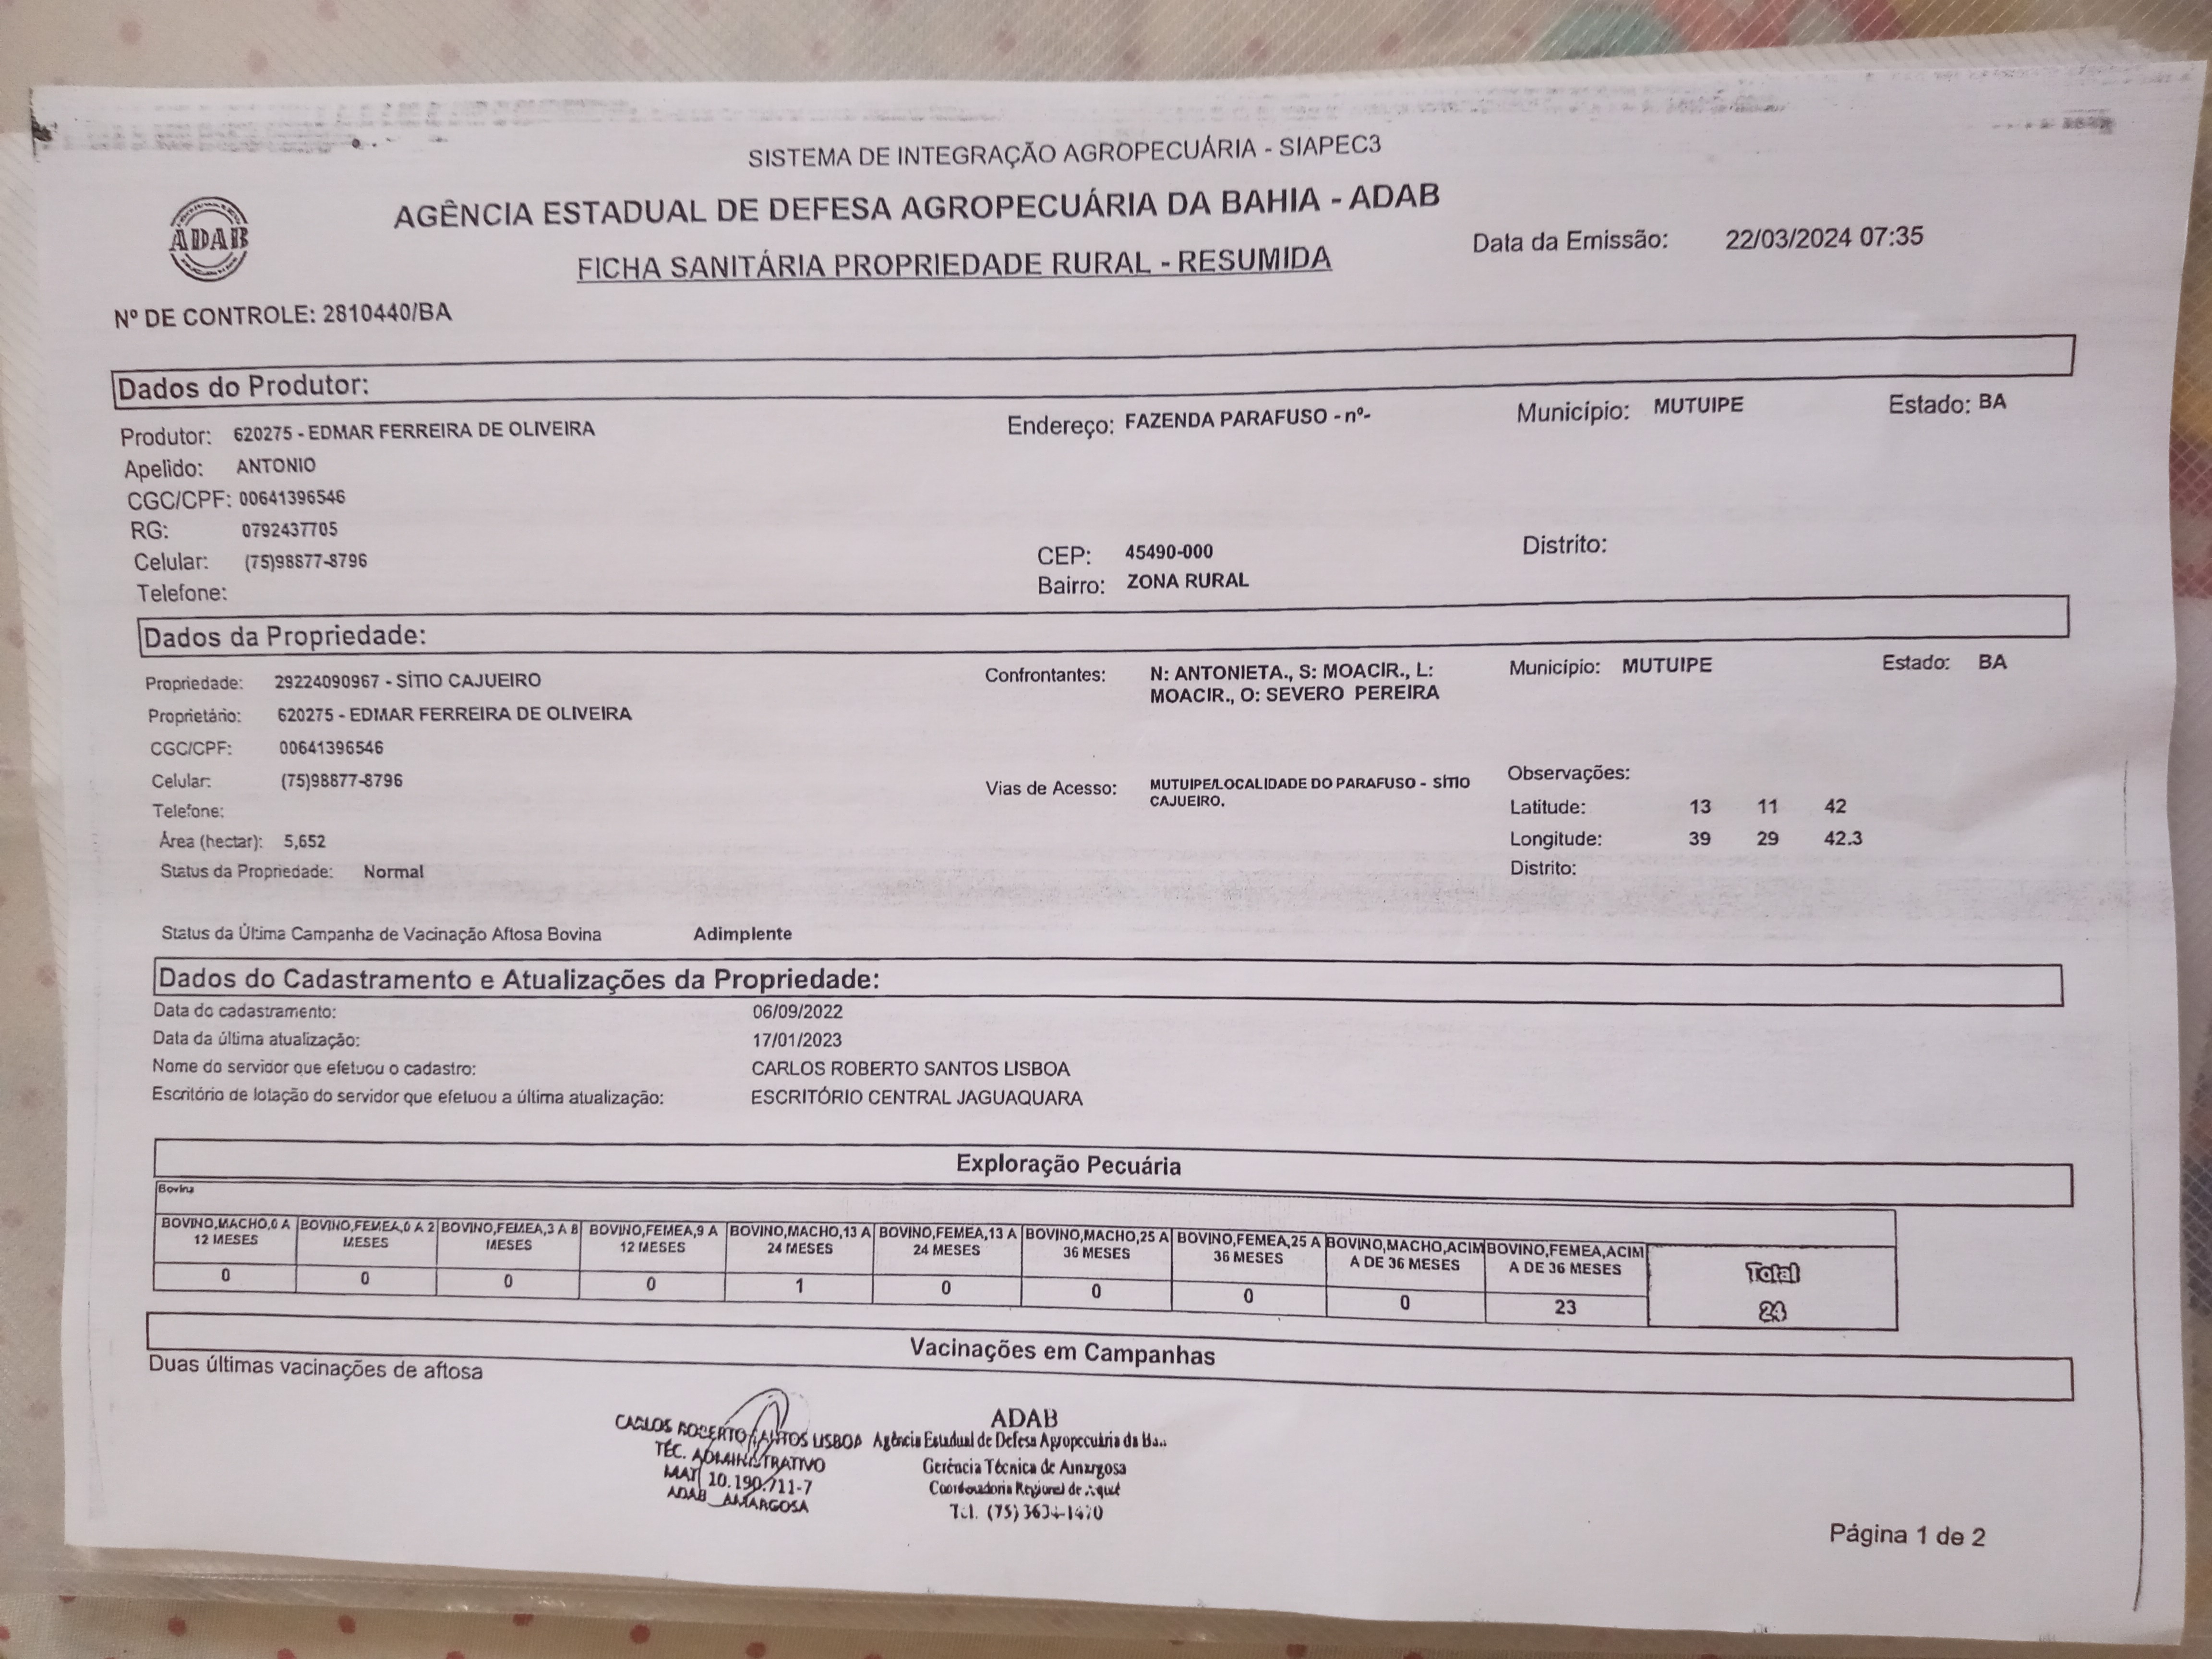 SISTEMA DE INTEGRAÇÃO AGROPECUÁRIA - SIAPEC3
ADAB
AGÊNCIA ESTADUAL DE DEFESA AGROPECUÁRIA DA BAHIA - ADAB
FICHA SANITÁRIA PROPRIEDADE RURAL - RESUMIDA
Data da Emissão: 22/03/2024 07:35
Nº DE CONTROLE: 2810440/BA
Dados do Produtor:
Produtor: 620275 - EDMAR FERREIRA DE OLIVEIRA Endereço: FAZENDA PARAFUSO - nº- Município: MUTUIPE Estado: BA
Apelido: ANTONIO
CGC/CPF: 00641396546
RG: 0792437705
Celular: (75)98877-8796 CEP: 45490-000 Distrito:
Telefone: Bairro: ZONA RURAL
Dados da Propriedade:
Propriedade: 29224090967 - SÍTIO CAJUEIRO Confrontantes: N: ANTONIETA., S: MOACIR., L: Município: MUTUIPE Estado: BA
MOACIR., O: SEVERO PEREIRA
Proprietário: 620275 - EDMAR FERREIRA DE OLIVEIRA
CGC/CPF: 00641396546
Celular: (75)98877-8796 Vias de Acesso: MUTUIPE/LOCALIDADE DO PARAFUSO - SÍTIO Observações:
CAJUEIRO.
Telefone: Latitude: 13 11 42
Área (hectar): 5,652 Longitude: 39 29 42.3
Status da Propriedade: Normal Distrito:
Status da Última Campanha de Vacinação Aftosa Bovina Adimplente
Dados do Cadastramento e Atualizações da Propriedade:
Data do cadastramento: 06/09/2022
Data da última atualização: 17/01/2023
Nome do servidor que efetuou o cadastro: CARLOS ROBERTO SANTOS LISBOA
Escritório de lotação do servidor que efetuou a última atualização: ESCRITÓRIO CENTRAL JAGUAQUARA
Exploração Pecuária
Bovina
BOVINO,MACHO,0 A BOVINO,FEMEA,0 A 2 BOVINO,FEMEA,3 A 8 BOVINO,FEMEA,9 A BOVINO,MACHO,13 A BOVINO,FEMEA,13 A BOVINO,MACHO,25 A BOVINO,FEMEA,25 A BOVINO,MACHO,ACIM BOVINO,FEMEA,ACIM Total
12 MESES MESES MESES 12 MESES 24 MESES 24 MESES 36 MESES 36 MESES A DE 36 MESES A DE 36 MESES
0 0 0 0 1 0 0 0 0 23
Vacinações em Campanhas
Duas últimas vacinações de aftosa
CARLOS ROBERTO SANTOS LISBOA
TÉC. ADMINISTRATIVO
MAT 10.190.711-7
ADAB AMARGOSA
ADAB
Agência Estadual de Defesa Agropecuária da
Gerência Técnica de Amargosa
Coordenadoria Regional de
Tel. (75) 3634-1470
Página 1 de 2